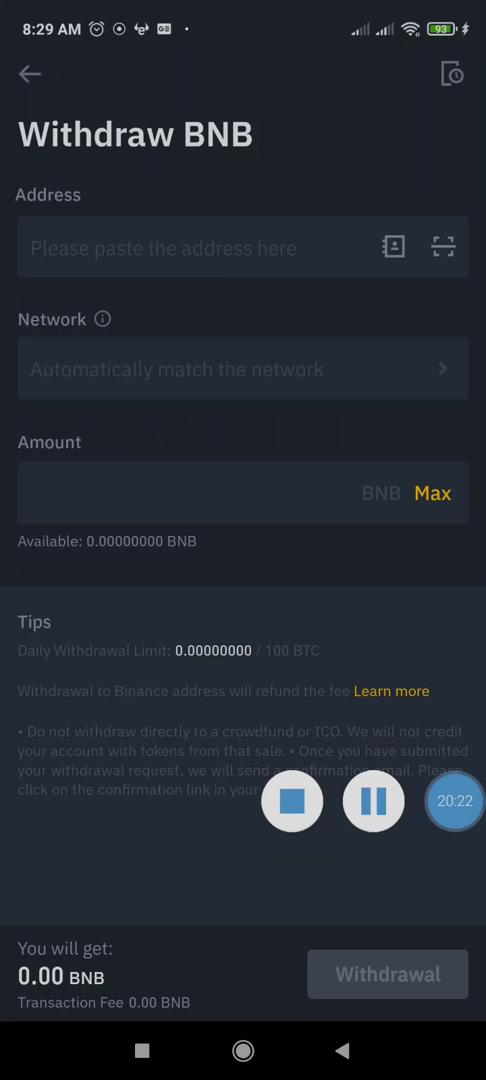 8:29 AM
93
Withdraw BNB
Address
Please paste the address here
Network
Automatically match the network
Amount
BNB Max
Available: 0.00000000 BNB
Tips
Daily Withdrawal Limit: 0.00000000 / 100 BTC
Withdrawal to Binance address will refund the fee Learn more
• Do not withdraw directly to a crowdfund or ICO. We will not credit
your account with tokens from that sale. • Once you have submitted
your withdrawal request, we will send a confirmation email. Please
click on the confirmation link in your
20:22
You will get:
0.00 BNB
Transaction Fee 0.00 BNB
Withdrawal